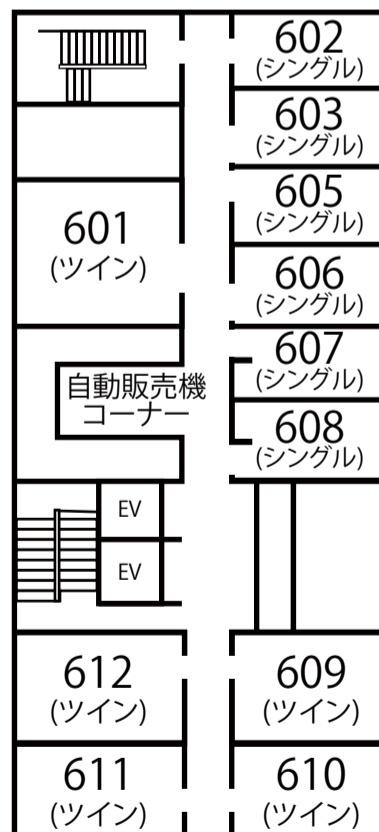 602
(シングル)
603
(シングル)
605
(シングル)
601
(ツイン)
606
(シングル)
607
(シングル)
自動販売機
コーナー
608
(シングル)
EV
EV
612
(ツイン)
609
(ツイン)
611
(ツイン)
610
(ツイン)